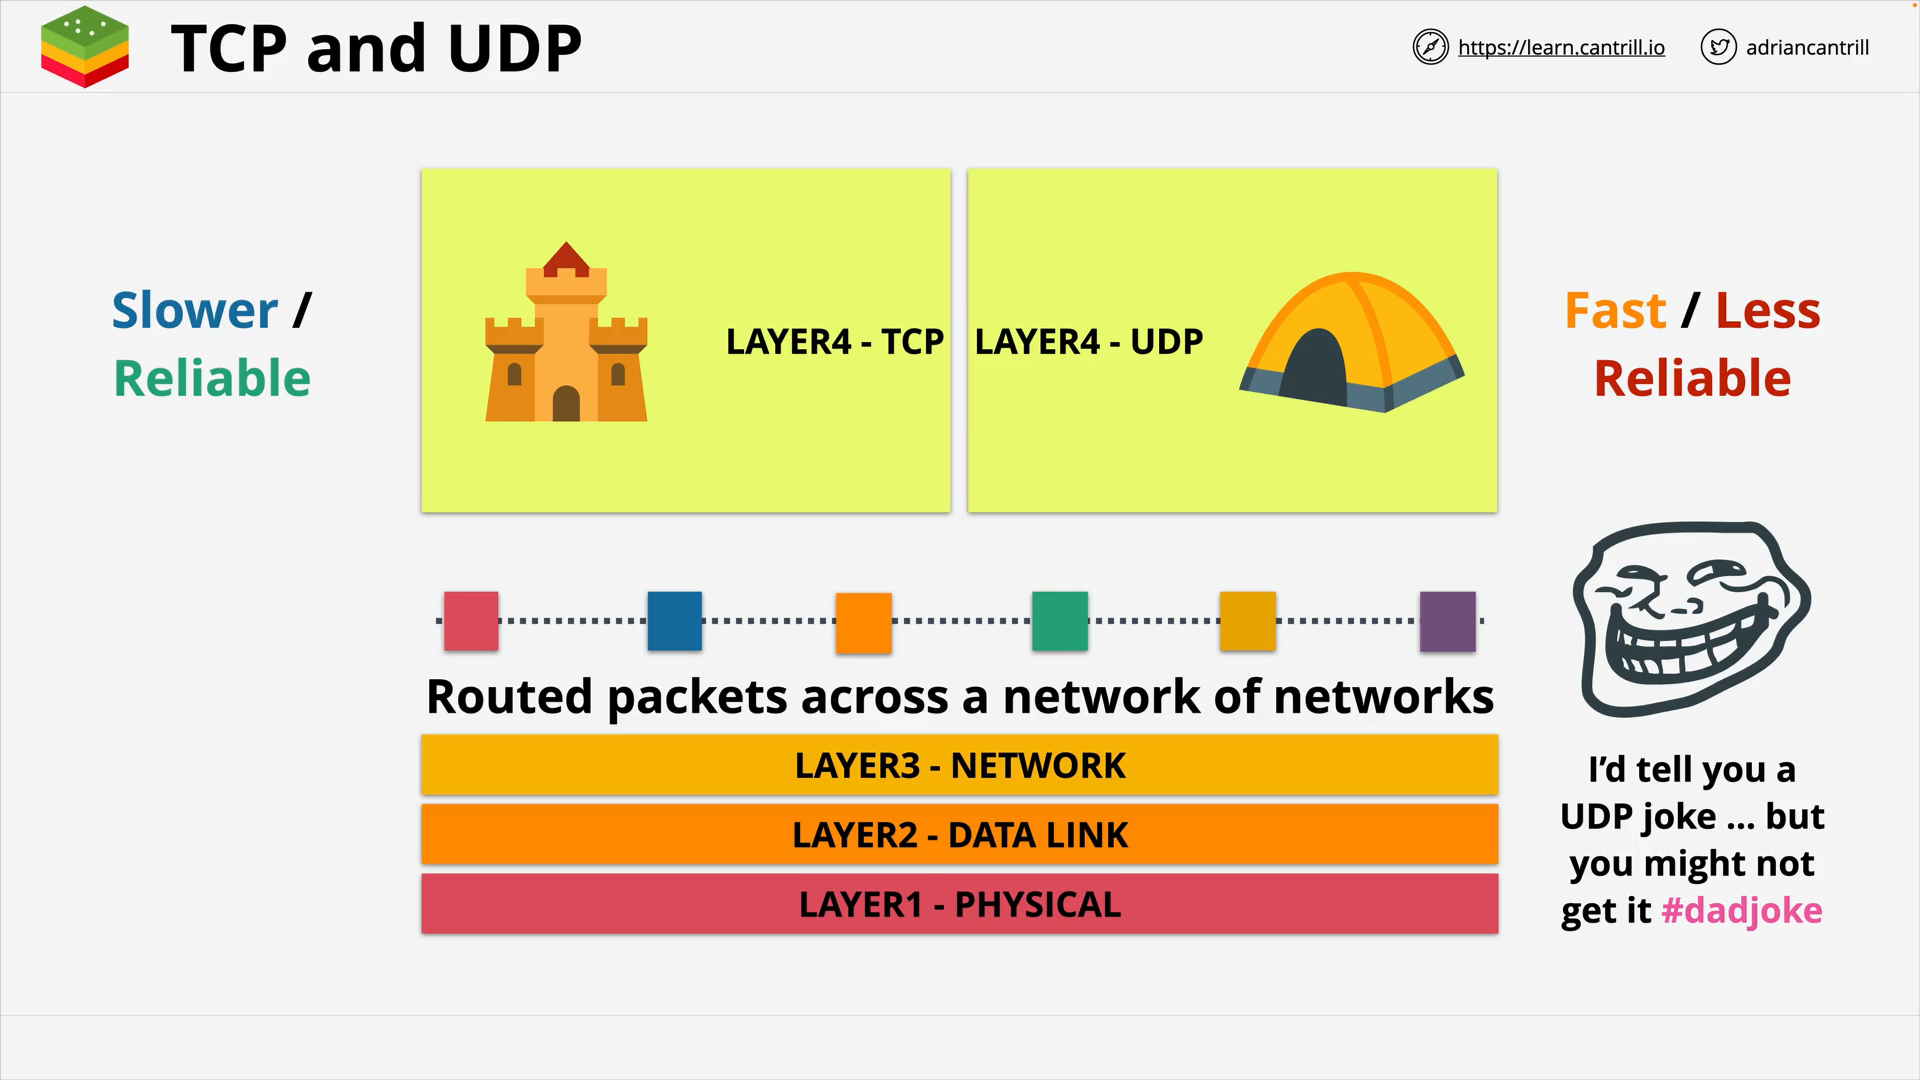 TCP and UDP
https://learn.cantrill.io
adriancantrill
Slower /
Reliable
LAYER4 - TCP
LAYER4 - UDP
Fast / Less
Reliable
Routed packets across a network of networks
LAYER3 - NETWORK
LAYER2 - DATA LINK
LAYER1 - PHYSICAL
I’d tell you a
UDP joke ... but
you might not
get it #dadjoke